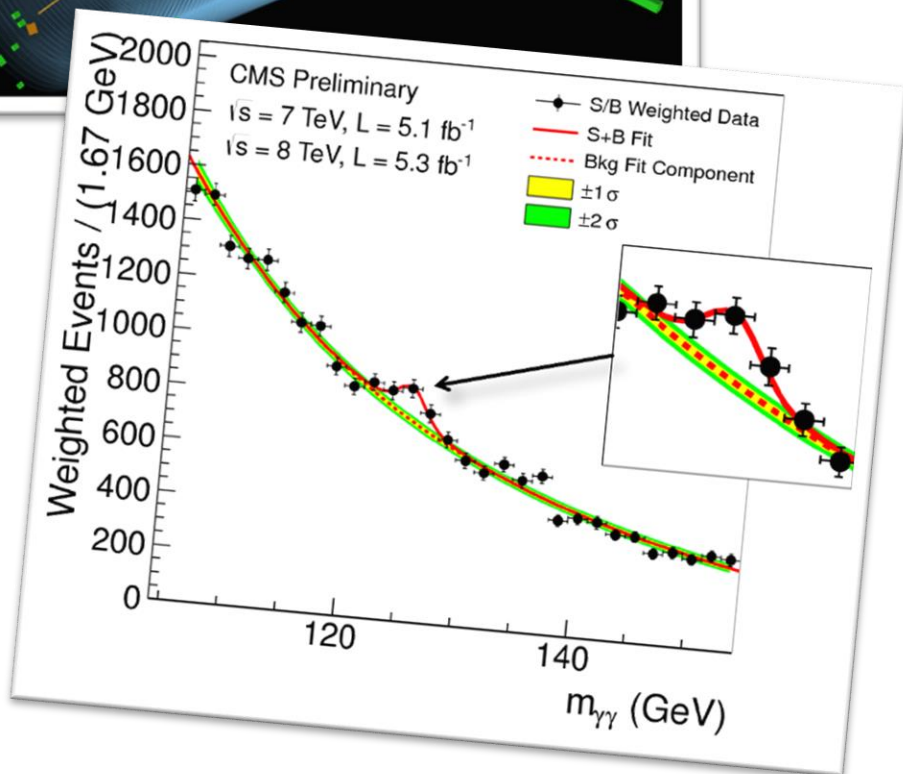 CMS Preliminary
√s = 7 TeV, L = 5.1 fb⁻¹
√s = 8 TeV, L = 5.3 fb⁻¹
S/B Weighted Data
S+B Fit
Bkg Fit Component
±1 σ
±2 σ
Weighted Events / (1.67 GeV)
2000
1800
1600
1400
1200
1000
800
600
400
200
0
120
140
mγγ (GeV)